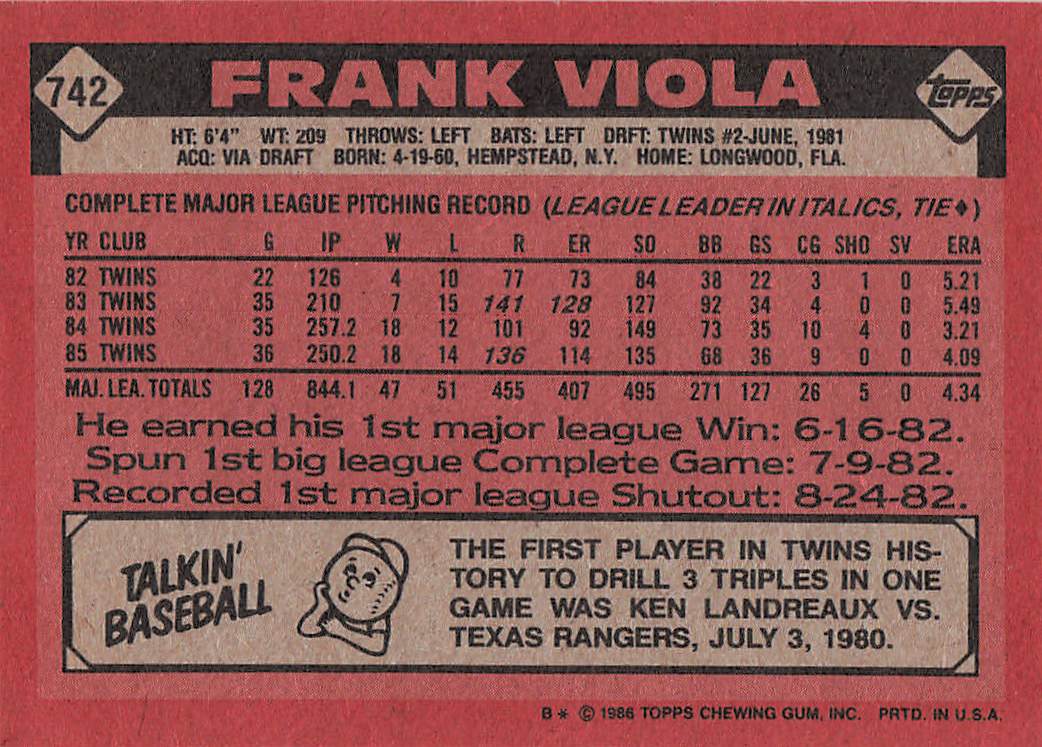 742 FRANK VIOLA TOPPS
HT: 6'4" WT: 209 THROWS: LEFT BATS: LEFT DRFT: TWINS #2-JUNE, 1981
ACQ: VIA DRAFT BORN: 4-19-60, HEMPSTEAD, N.Y. HOME: LONGWOOD, FLA.
COMPLETE MAJOR LEAGUE PITCHING RECORD (LEAGUE LEADER IN ITALICS, TIE♦)
YR CLUB G IP W L R ER SO BB GS CG SHO SV ERA
82 TWINS 22 126 4 10 77 73 84 38 22 3 1 0 5.21
83 TWINS 35 210 7 15 141 128 127 92 34 4 0 0 5.49
84 TWINS 35 257.2 18 12 101 92 149 73 35 10 4 0 3.21
85 TWINS 36 250.2 18 14 136 114 135 68 36 9 0 0 4.09
MAJ. LEA. TOTALS 128 844.1 47 51 455 407 495 271 127 26 5 0 4.34
He earned his 1st major league Win: 6-16-82.
Spun 1st big league Complete Game: 7-9-82.
Recorded 1st major league Shutout: 8-24-82.
TALKIN'
BASEBALL
THE FIRST PLAYER IN TWINS HIS-
TORY TO DRILL 3 TRIPLES IN ONE
GAME WAS KEN LANDREAUX VS.
TEXAS RANGERS, JULY 3, 1980.
B* © 1986 TOPPS CHEWING GUM, INC. PRTD. IN U.S.A.